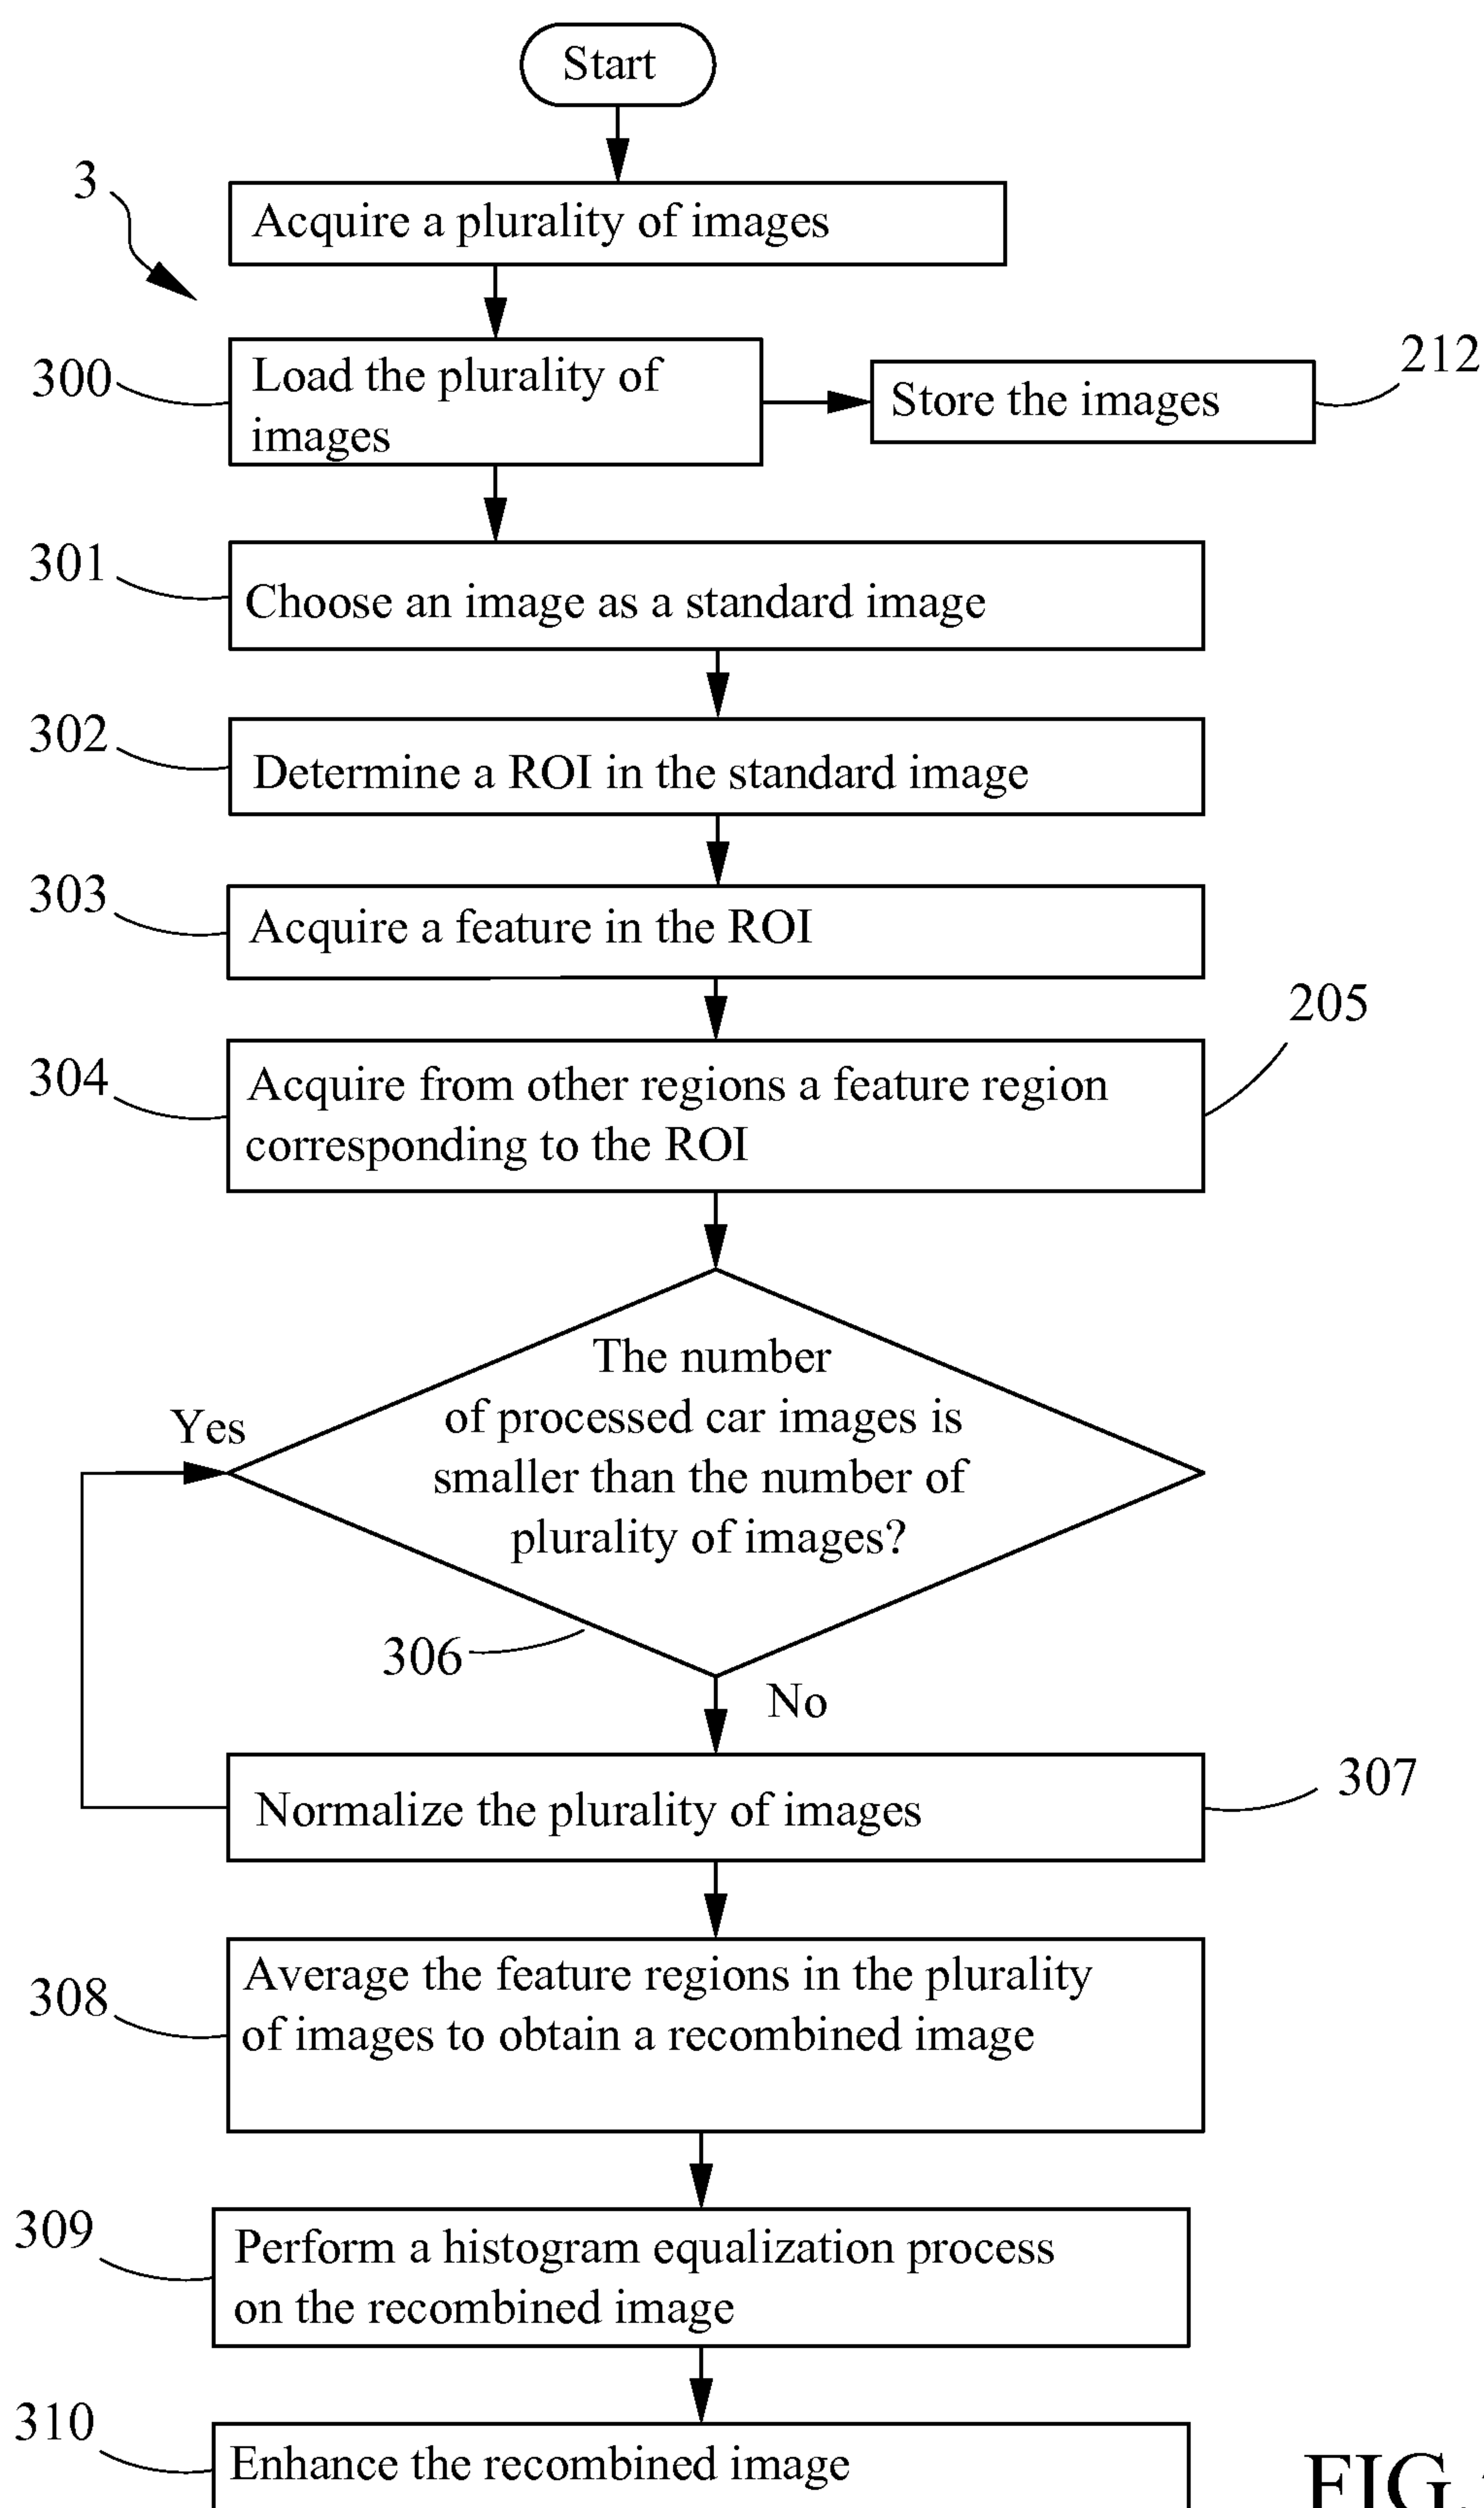 Start
3
Acquire a plurality of images
300
Load the plurality of
images
Store the images
212
301
Choose an image as a standard image
302
Determine a ROI in the standard image
303
Acquire a feature in the ROI
205
304
Acquire from other regions a feature region
corresponding to the ROI
The number
of processed car images is
smaller than the number of
plurality of images?
Yes
306
No
307
Normalize the plurality of images
308
Average the feature regions in the plurality
of images to obtain a recombined image
309
Perform a histogram equalization process
on the recombined image
310
Enhance the recombined image
FIG.